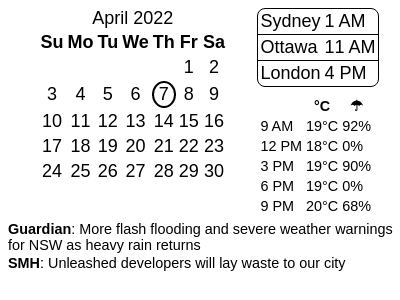 April 2022
Su Mo Tu We Th Fr Sa
1 2
3 4 5 6 7 8 9
10 11 12 13 14 15 16
17 18 19 20 21 22 23
24 25 26 27 28 29 30
Sydney 1 AM
Ottawa 11 AM
London 4 PM
°C ☂
9 AM 19°C 92%
12 PM 18°C 0%
3 PM 19°C 90%
6 PM 19°C 0%
9 PM 20°C 68%
Guardian: More flash flooding and severe weather warnings
for NSW as heavy rain returns
SMH: Unleashed developers will lay waste to our city